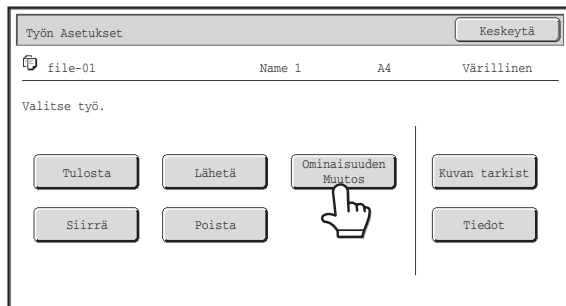 Työn Asetukset Keskeytä
file-01 Name 1 A4 Värillinen
Valitse työ.
Tulosta Lähetä Ominaisuuden Muutos Kuvan tarkist
Siirrä Poista Tiedot